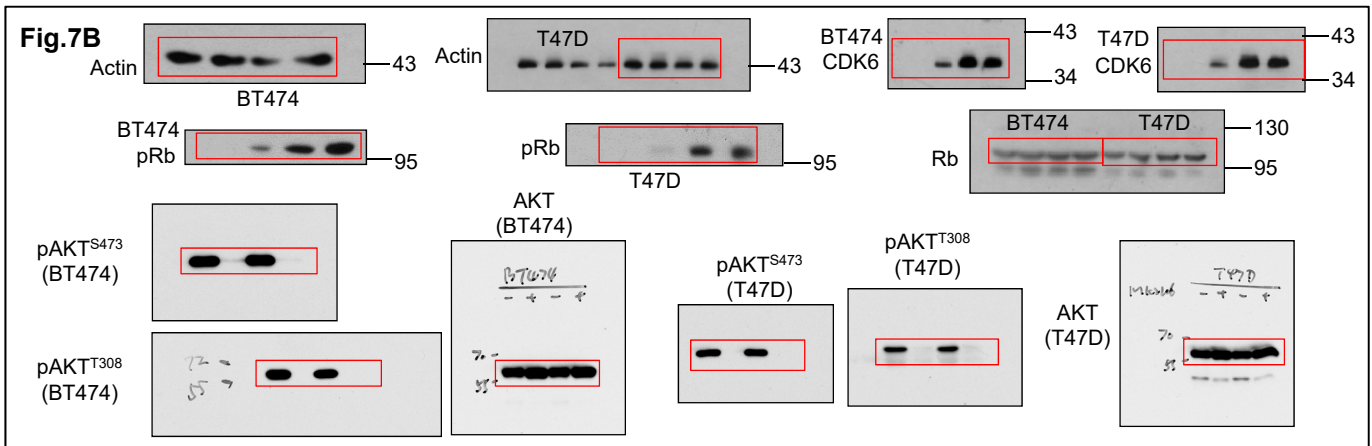 Fig.7B
Actin
43
BT474
Actin
T47D
43
BT474
CDK6
43
34
T47D
CDK6
43
34
BT474
pRb
95
pRb
95
T47D
Rb
BT474 T47D
130
95
pAKTS473
(BT474)
AKT
(BT474)
BT474
- + - +
70
55
pAKTS473
(T47D)
pAKTT308
(T47D)
AKT
(T47D)
T47D
- + - +
70
55
pAKTT308
(BT474)
72
55